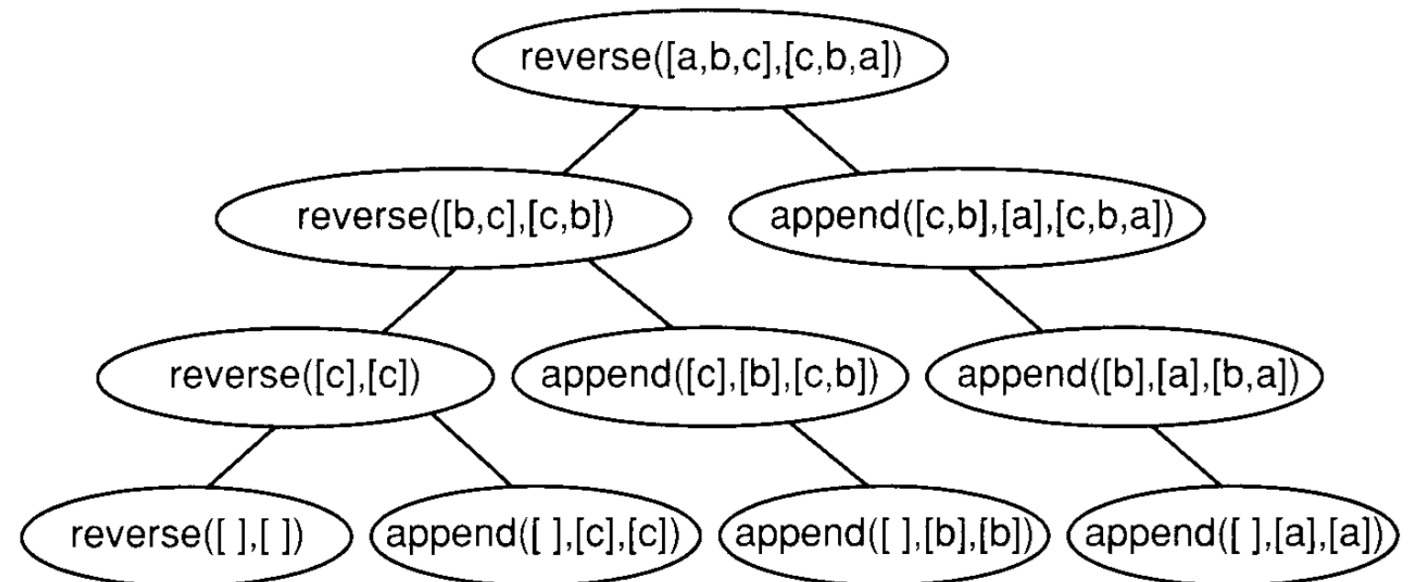 reverse([a,b,c],[c,b,a])
reverse([b,c],[c,b])
append([c,b],[a],[c,b,a])
reverse([c],[c])
append([c],[b],[c,b])
append([b],[a],[b,a])
reverse([ ],[ ])
append([ ],[c],[c])
append([ ],[b],[b])
append([ ],[a],[a])